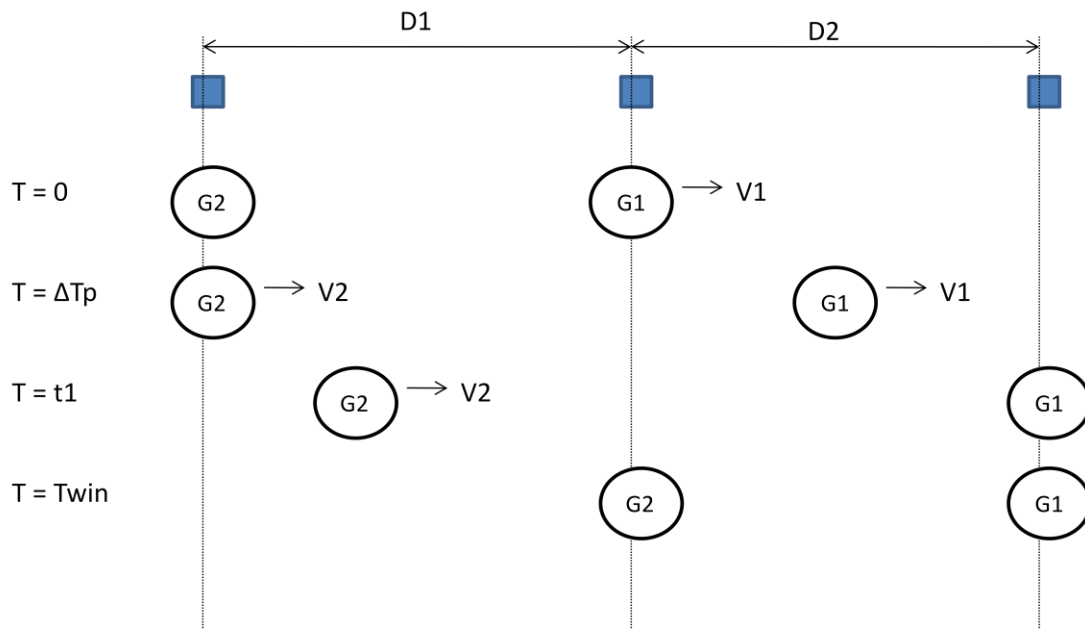 D1 D2
T = 0 G2 G1 V1
T = ΔTp G2 V2 G1 V1
T = t1 G2 V2 G1
T = Twin G2 G1